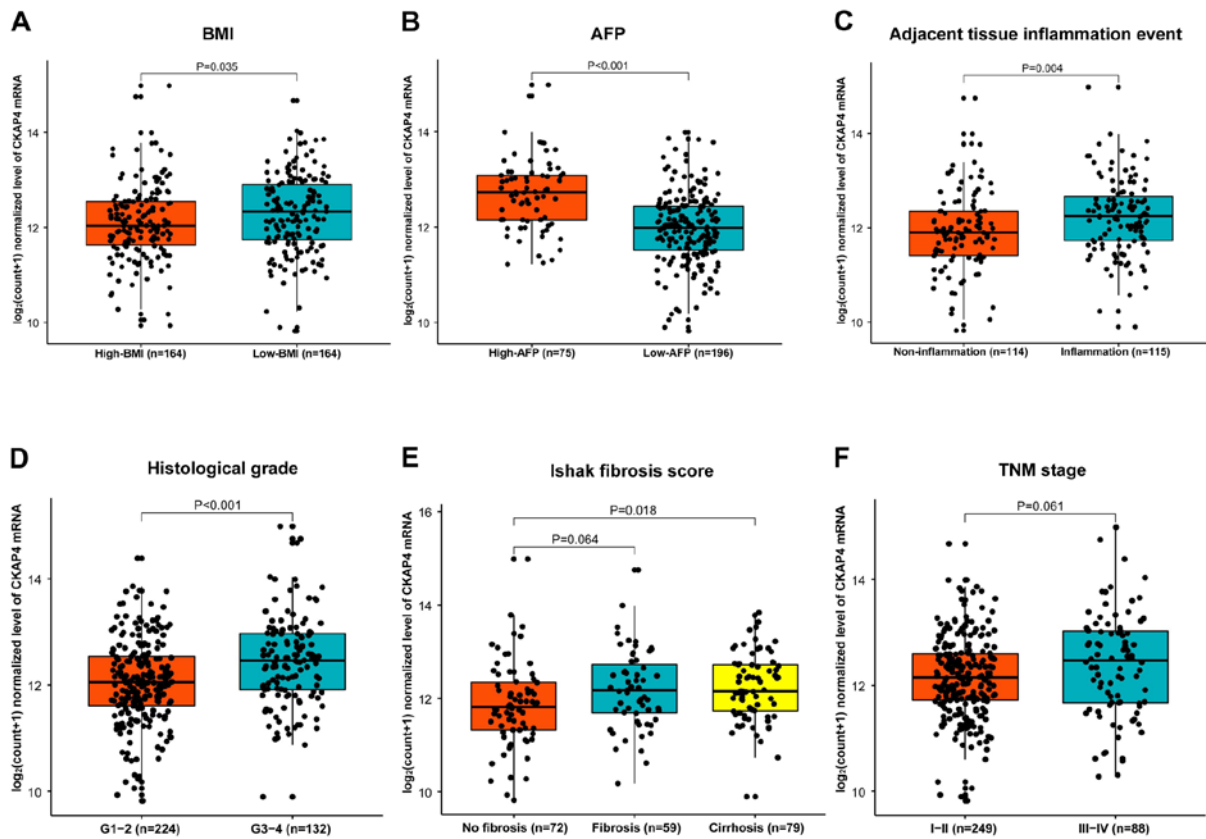 A
BMI
P=0.035
log₂(count+1) normalized level of CKAP4 mRNA
14
12
10
High-BMI (n=164)
Low-BMI (n=164)
B
AFP
P<0.001
log₂(count+1) normalized level of CKAP4 mRNA
14
12
10
High-AFP (n=75)
Low-AFP (n=196)
C
Adjacent tissue inflammation event
P=0.004
log₂(count+1) normalized level of CKAP4 mRNA
14
12
10
Non-inflammation (n=114)
Inflammation (n=115)
D
Histological grade
P<0.001
log₂(count+1) normalized level of CKAP4 mRNA
14
12
10
G1-2 (n=224)
G3-4 (n=132)
E
Ishak fibrosis score
P=0.018
P=0.064
log₂(count+1) normalized level of CKAP4 mRNA
16
14
12
10
No fibrosis (n=72)
Fibrosis (n=59)
Cirrhosis (n=79)
F
TNM stage
P=0.061
log₂(count+1) normalized level of CKAP4 mRNA
14
12
10
I-II (n=249)
III-IV (n=88)